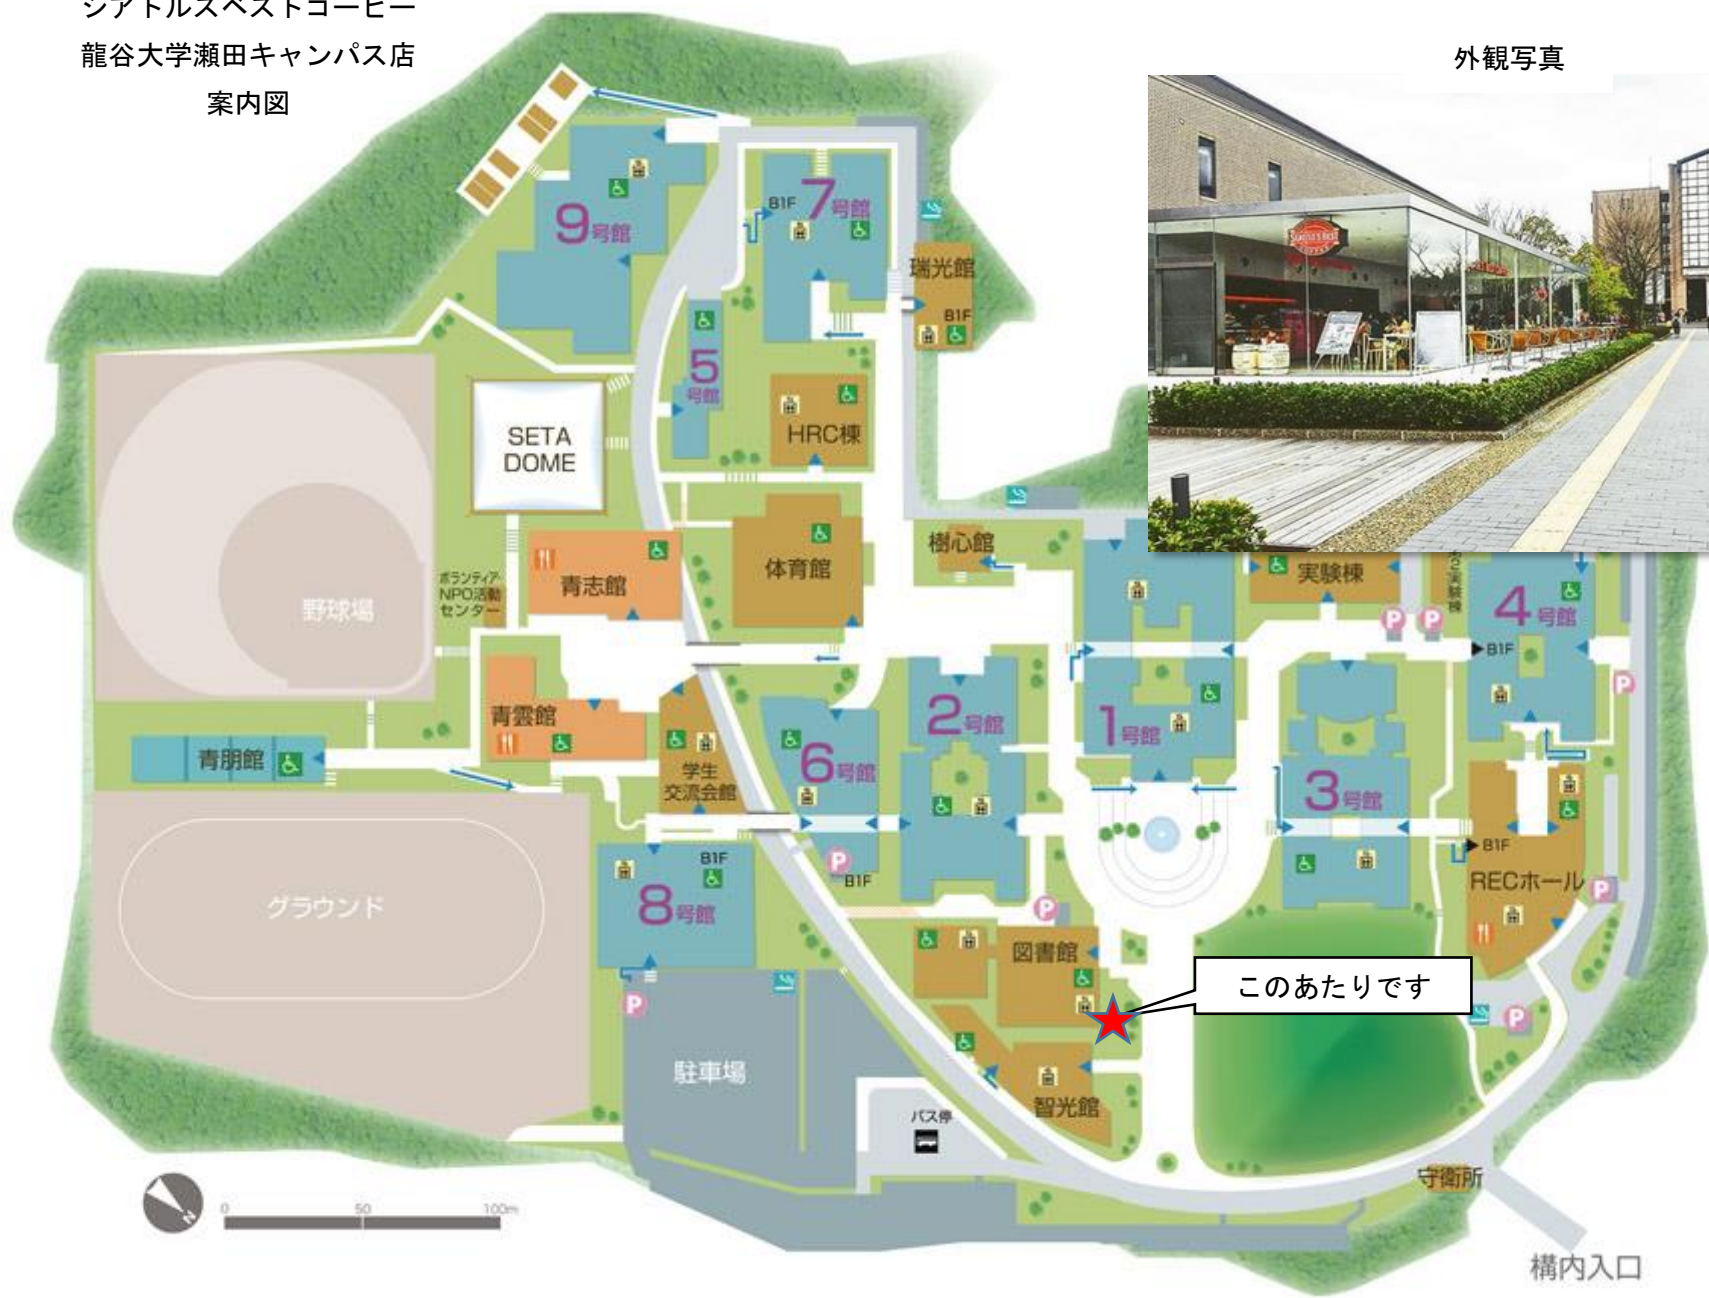 シアトルズベストコーヒー
龍谷大学瀬田キャンパス店
案内図
外観写真
SEATTLE'S BEST
9号館
B1F
7号館
瑞光館
B1F
5
号館
HRC棟
SETA
DOME
樹心館
体育館
青志館
ボランティア・
NPO活動
センター
野球場
実験棟
4号館
B1F
青雲館
2号館
1号館
青朋館
6号館
学生
交流会館
3号館
B1F
B1F
P
B1F
RECホール
グラウンド
8号館
図書館
このあたりです
駐車場
智光館
バス停
守衛所
0 50 100m
N
構内入口